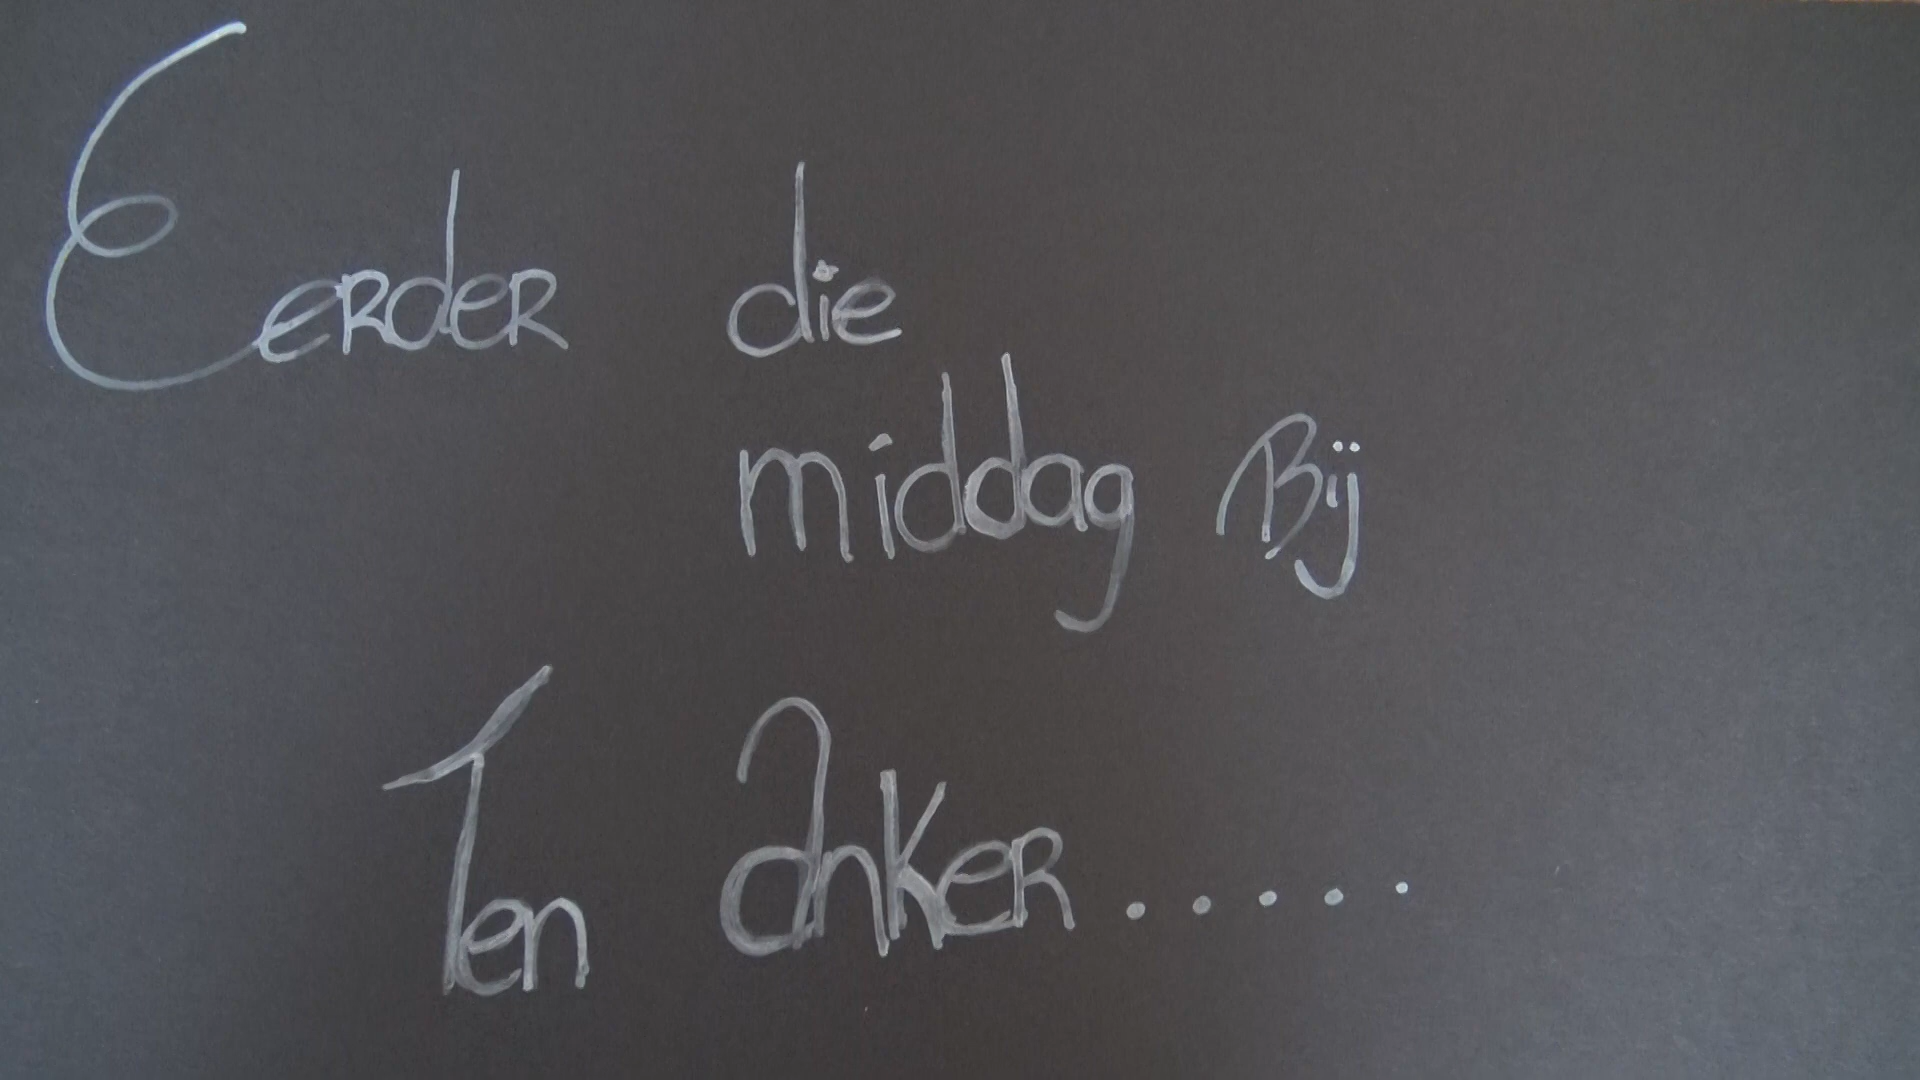 Eerder die
middag Bij
Ten Anker.....